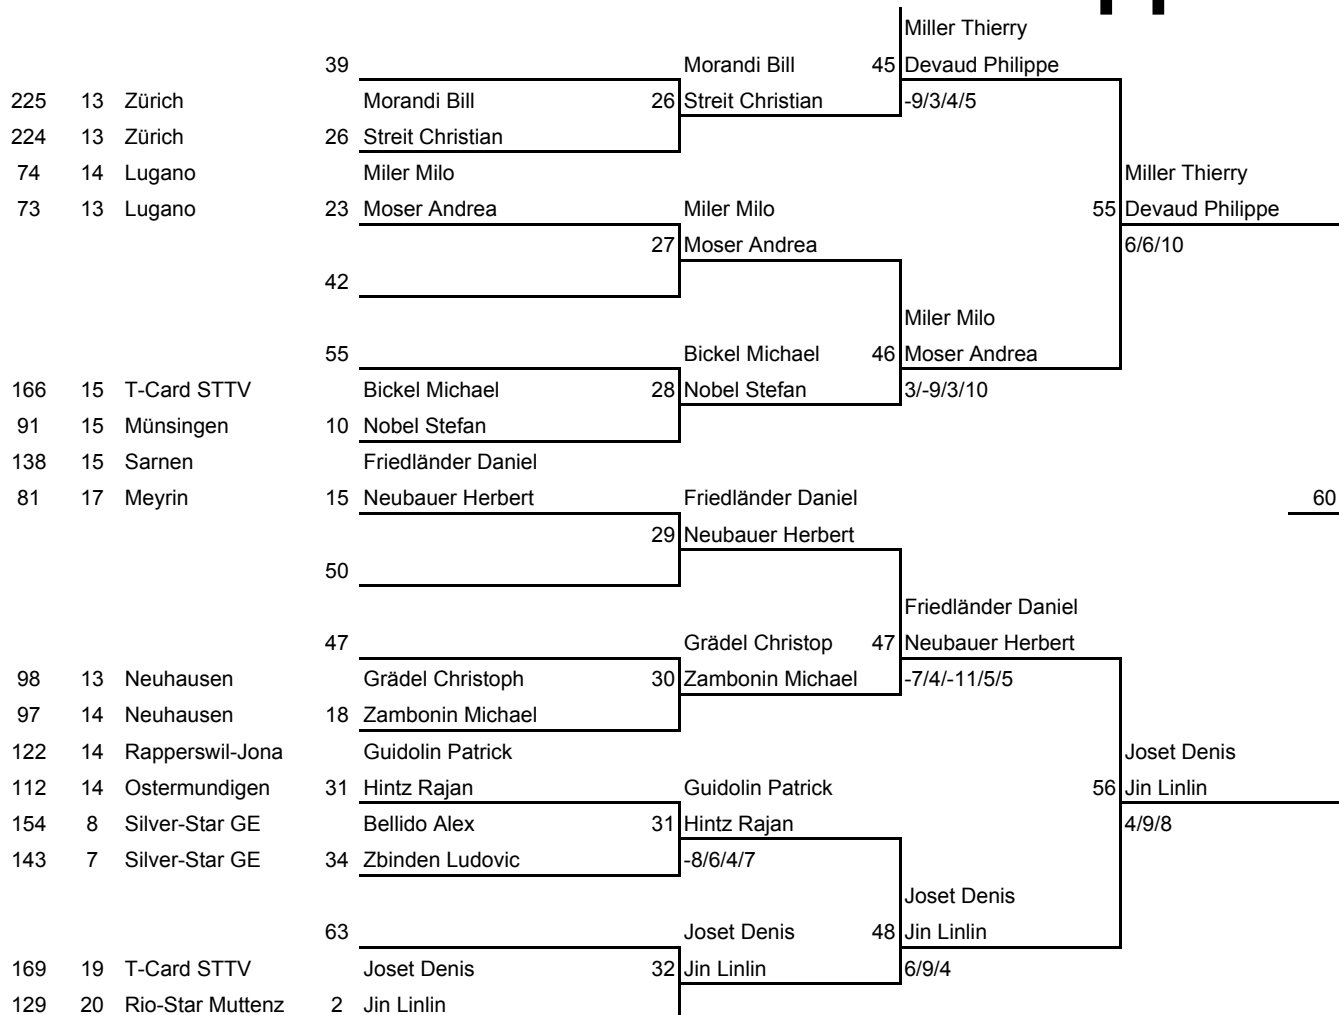 Miller Thierry
39 Morandi Bill 45 Devaud Philippe
225 13 Zürich Morandi Bill 26 Streit Christian -9/3/4/5
224 13 Zürich 26 Streit Christian
74 14 Lugano Miler Milo Miller Thierry
73 13 Lugano 23 Moser Andrea Miler Milo 55 Devaud Philippe
27 Moser Andrea 6/6/10
42
Miler Milo
55 Bickel Michael 46 Moser Andrea
166 15 T-Card STTV Bickel Michael 28 Nobel Stefan 3/-9/3/10
91 15 Münsingen 10 Nobel Stefan
138 15 Sarnen Friedländer Daniel
81 17 Meyrin 15 Neubauer Herbert Friedländer Daniel 60
29 Neubauer Herbert
50
Friedländer Daniel
47 Grädel Christop 47 Neubauer Herbert
98 13 Neuhausen Grädel Christoph 30 Zambonin Michael -7/4/-11/5/5
97 14 Neuhausen 18 Zambonin Michael
122 14 Rapperswil-Jona Guidolin Patrick Joset Denis
112 14 Ostermundigen 31 Hintz Rajan Guidolin Patrick 56 Jin Linlin
154 8 Silver-Star GE Bellido Alex 31 Hintz Rajan 4/9/8
143 7 Silver-Star GE 34 Zbinden Ludovic -8/6/4/7
Joset Denis
63 Joset Denis 48 Jin Linlin
169 19 T-Card STTV Joset Denis 32 Jin Linlin 6/9/4
129 20 Rio-Star Muttenz 2 Jin Linlin